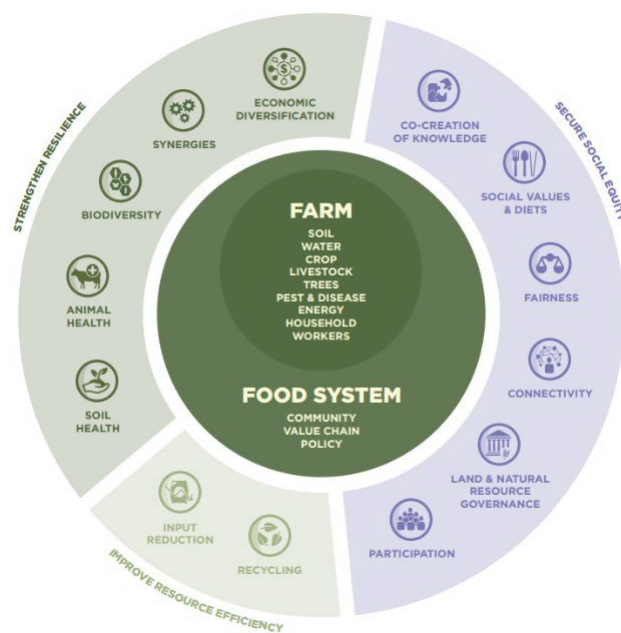 STRENGTHEN RESILIENCE
ECONOMIC
DIVERSIFICATION
SYNERGIES
BIODIVERSITY
ANIMAL
HEALTH
SOIL
HEALTH
SECURE SOCIAL EQUITY
CO-CREATION
OF KNOWLEDGE
SOCIAL VALUES
& DIETS
FAIRNESS
CONNECTIVITY
LAND & NATURAL
RESOURCE
GOVERNANCE
PARTICIPATION
IMPROVE RESOURCE EFFICIENCY
INPUT
REDUCTION
RECYCLING
FARM
SOIL
WATER
CROP
LIVESTOCK
TREES
PEST & DISEASE
ENERGY
HOUSEHOLD
WORKERS
FOOD SYSTEM
COMMUNITY
VALUE CHAIN
POLICY